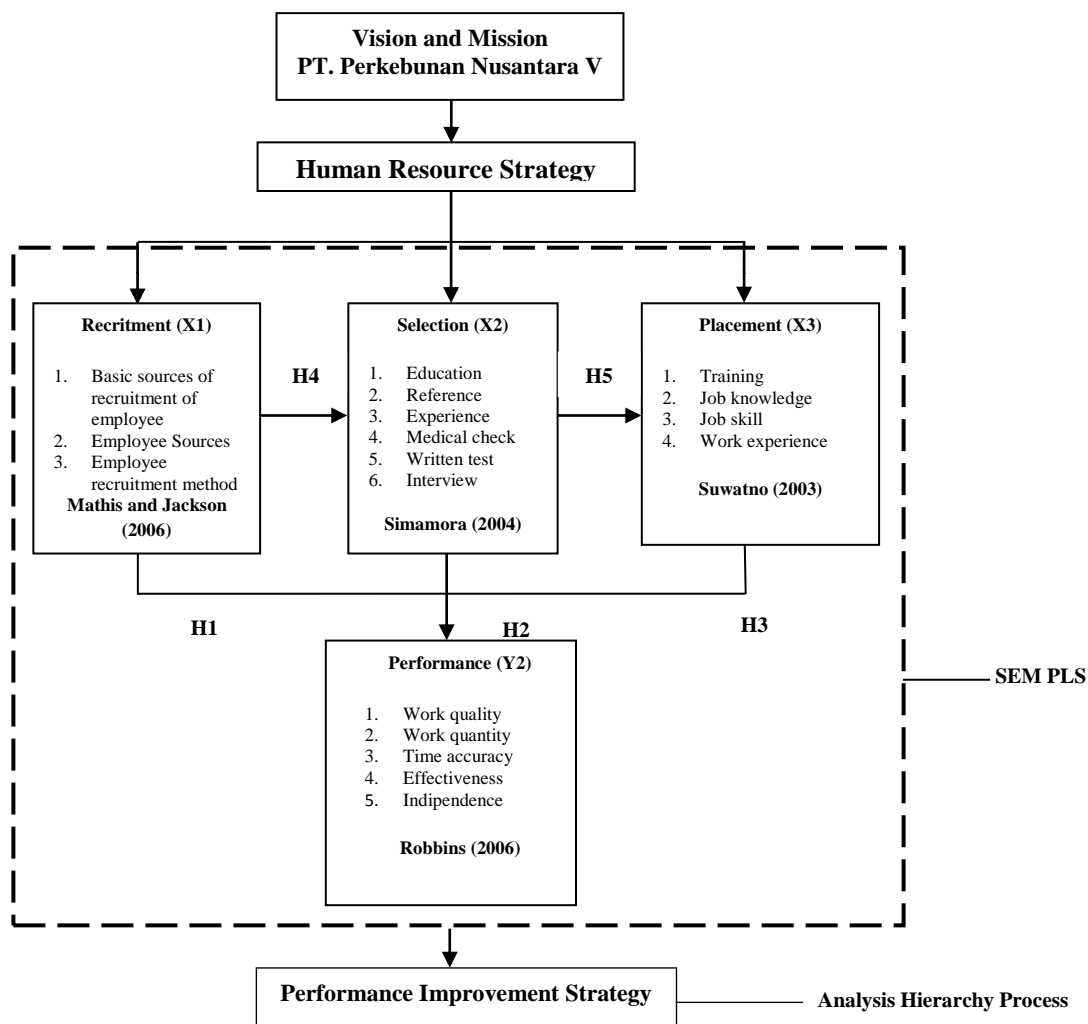 Vision and Mission
PT. Perkebunan Nusantara V
Human Resource Strategy
Recritment (X1)
1. Basic sources of
recruitment of
employee
2. Employee Sources
3. Employee
recruitment method
Mathis and Jackson
(2006)
H4
Selection (X2)
1. Education
2. Reference
3. Experience
4. Medical check
5. Written test
6. Interview
Simamora (2004)
H5
Placement (X3)
1. Training
2. Job knowledge
3. Job skill
4. Work experience
Suwatno (2003)
H1
H2
H3
Performance (Y2)
1. Work quality
2. Work quantity
3. Time accuracy
4. Effectiveness
5. Indipendence
Robbins (2006)
SEM PLS
Performance Improvement Strategy
Analysis Hierarchy Process